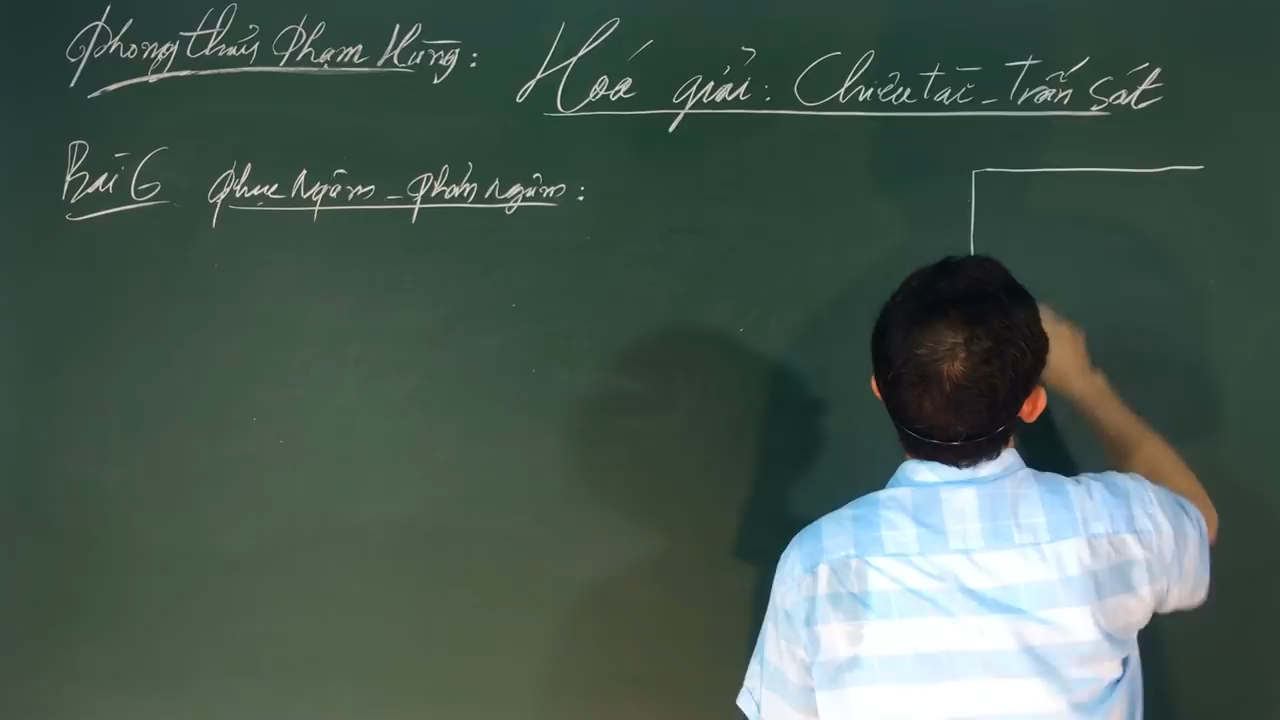 Phong thủy Phạm Hùng:
Hoá giải: Chiêu tài - Trấn sát
Bài 6 Phục Ngâm - Phản ngâm: